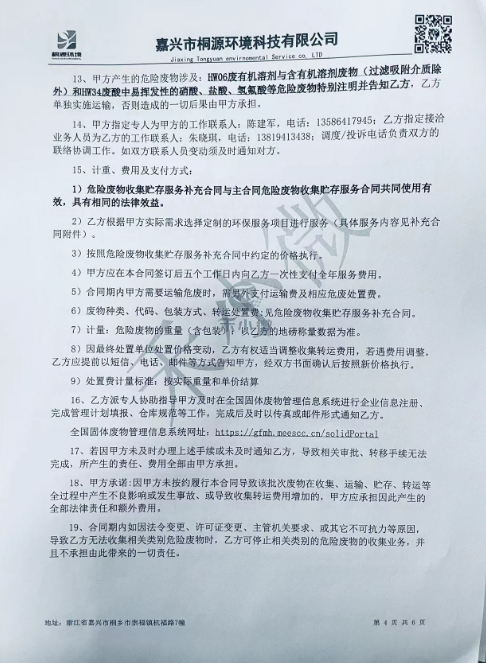 桐源环境
嘉兴市桐源环境科技有限公司
Jiaxing Tongyuan environmental Service co., LTD
13、甲方产生的危险废物涉及：HW06废有机溶剂与含有机溶剂废物（过滤吸附介质除
外）和HW34废酸中易挥发性的硝酸、盐酸、氢氟酸等危险废物特别注明并告知乙方，乙方
单独实施运输，否则造成的一切后果由甲方承担。
14、甲方指定专人为甲方的工作联系人：陈建军，电话：13586417945；乙方指定接洽
业务人员为乙方的工作联系人：朱晓琪，电话：13819413438；调度/投诉电话负责双方的
联络协调工作。如双方联系人员变动须及时通知对方。
15、计重、费用及支付方式：
1）危险废物收集贮存服务补充合同与主合同危险废物收集贮存服务合同共同使用有
效，具有相同的法律效益。
2）乙方根据甲方实际需求选择定制的环保服务项目进行服务（具体服务内容见补充合
同附件）。
3）按照危险废物收集贮存服务补充合同中约定的价格执行。
4）甲方应在本合同签订后五个工作日内向乙方一次性支付全年服务费用。
5）合同期内甲方需要运输危废时，需另外支付运输费及相应危废处置费。
6）废物种类、代码、包装方式、转运处置费:见危险废物收集贮存服务补充合同。
7）计量：危险废物的重量（含包装），以乙方的地磅称量数据为准。
8）因最终处置单位处置价格变动，乙方有权适当调整收集转运费用，若遇费用调整，
乙方应提前以短信、电话、邮件等方式告知甲方，经双方书面确认后按照新价格执行。
9）处置费计量标准：按实际重量和单价结算
16、乙方派专人协助指导甲方及时在全国固体废物管理信息系统进行企业信息注册、
完成管理计划填报、仓库规范等工作，完成后及时以传真或邮件形式通知乙方。
全国固体废物管理信息系统网址：https://gfmh.meescc.cn/solidPortal
17、若因甲方未及时办理上述手续或未及时通知乙方，导致相关审批、转移手续无法
完成，所产生的责任、费用全部由甲方承担。
18、甲方承诺:因甲方未按约履行本合同导致该批次废物在收集、运输、贮存、转运等
全过程中产生不良影响或发生事故、或导致收集转运费用增加的，甲方应承担因此产生的
全部法律责任和额外费用。
19、合同期内如因法令变更、许可证变更、主管机关要求、或其它不可抗力等原因，
导致乙方无法收集相关类别危险废物时，乙方可停止相关类别的危险废物的收集业务，并
且不承担由此带来的一切责任。
地址：浙江省嘉兴市桐乡市崇福镇杭福路7幢
第 4 页 共 6 页